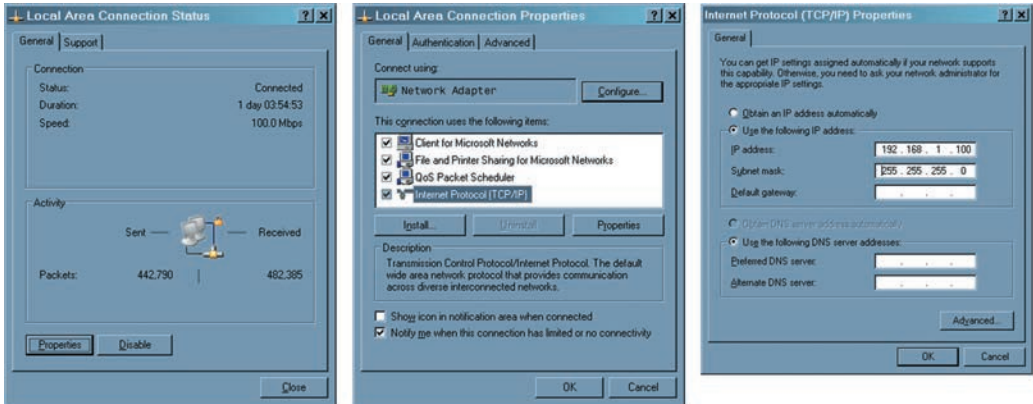 Local Area Connection Status
General Support
Connection
Status: Connected
Duration: 1 day 03:54:53
Speed: 100.0 Mbps
Activity
Sent Received
Packets: 442,790 482,385
Properties Disable
Close
Local Area Connection Properties
General Authentication Advanced
Connect using:
Network Adapter Configure...
This connection uses the following items:
Client for Microsoft Networks
File and Printer Sharing for Microsoft Networks
QoS Packet Scheduler
Internet Protocol (TCP/IP)
Install... Uninstall Properties
Description
Transmission Control Protocol/Internet Protocol. The default
wide area network protocol that provides communication
across diverse interconnected networks.
Show icon in notification area when connected
Notify me when this connection has limited or no connectivity
OK Cancel
Internet Protocol (TCP/IP) Properties
General
You can get IP settings assigned automatically if your network supports
this capability. Otherwise, you need to ask your network administrator for
the appropriate IP settings.
Obtain an IP address automatically
Use the following IP address:
IP address: 192 . 168 . 1 . 100
Subnet mask: 255 . 255 . 255 . 0
Default gateway: . . .
Obtain DNS server address automatically
Use the following DNS server addresses:
Preferred DNS server: . . .
Alternate DNS server: . . .
Advanced...
OK Cancel